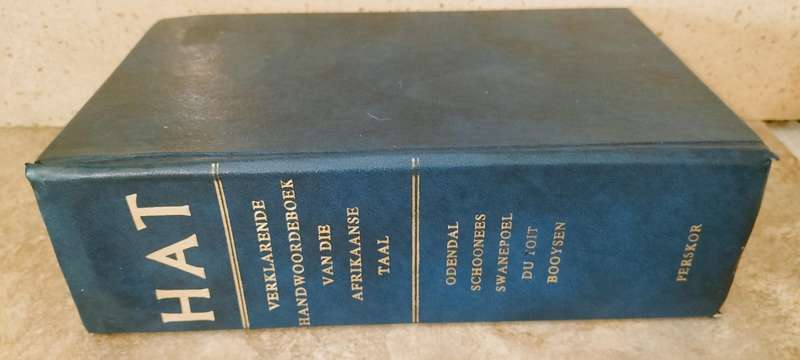 HAT
VERKLARENDE
HANDWOORDEBOEK
VAN DIE
AFRIKAANSE
TAAL
ODENDAL
SCHOONEES
SWANEPOEL
DU TOIT
BOOYSEN
PERSKOR